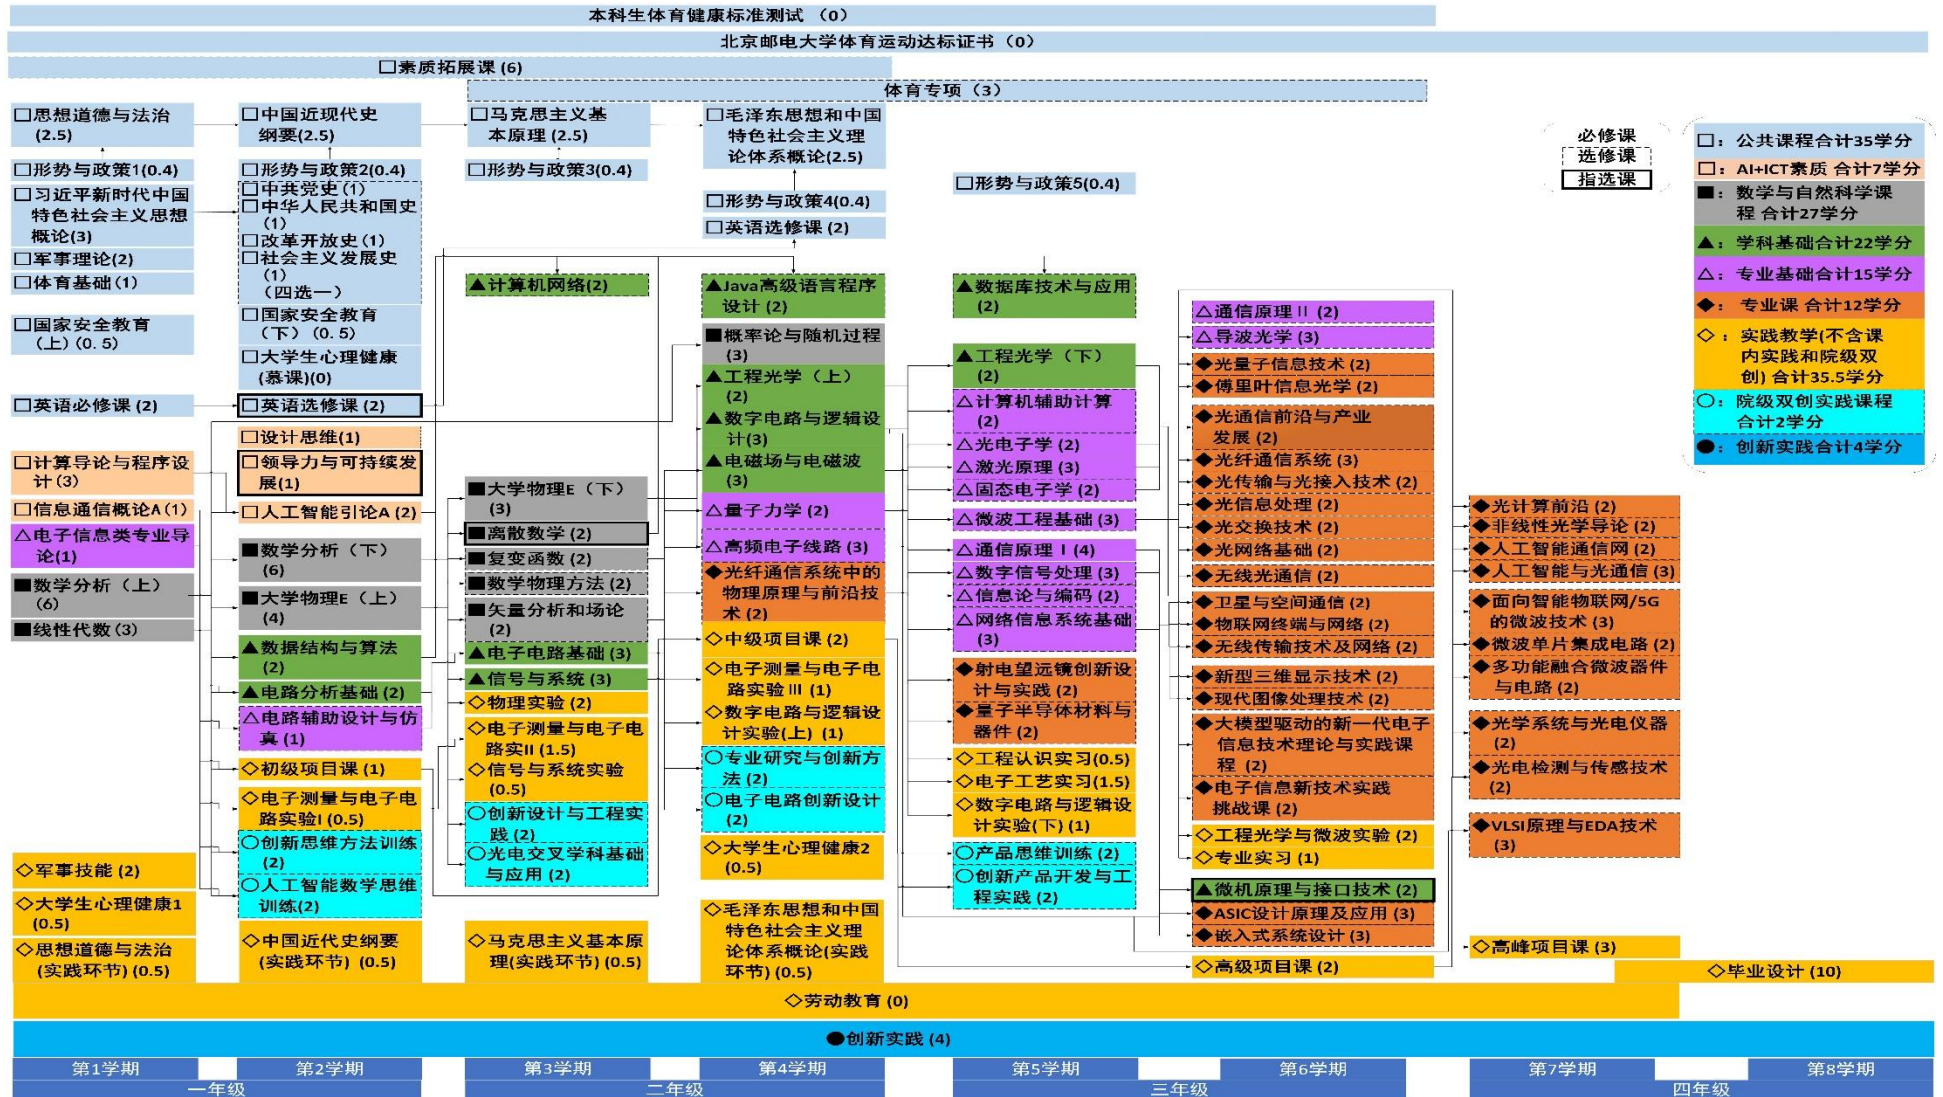 本科生体育健康标准测试 （0）
北京邮电大学体育运动达标证书（0）
□素质拓展课 (6)
体育专项（3）
□思想道德与法治
(2.5)
□形势与政策1(0.4)
□习近平新时代中国
特色社会主义思想
概论(3)
□军事理论(2)
□体育基础(1)
□国家安全教育
(上) (0. 5)
□英语必修课 (2)
□计算导论与程序设
计(3)
□信息通信概论A(1)
△电子信息类专业导
论(1)
■数学分析（上）
(6)
■线性代数(3)
◇军事技能 (2)
◇大学生心理健康1
(0.5)
◇思想道德与法治
(实践环节) (0.5)
□中国近现代史
纲要(2.5)
□形势与政策2(0.4)
□中共党史(1)
□中华人民共和国史
(1)
□改革开放史(1)
□社会主义发展史
(1)
（四选一）
□国家安全教育
（下）(0. 5)
□大学生心理健康
(慕课)(0)
□英语选修课 (2)
□设计思维(1)
□领导力与可持续发
展(1)
□人工智能引论A (2)
■数学分析（下）
(6)
■大学物理E（上）
(4)
▲数据结构与算法
(2)
▲电路分析基础 (2)
△电路辅助设计与仿
真 (1)
◇初级项目课 (1)
◇电子测量与电子电
路实验I (0.5)
○创新思维方法训练
(2)
○人工智能数学思维
训练(2)
◇中国近代史纲要
(实践环节) (0.5)
□马克思主义基
本原理 (2.5)
□形势与政策3(0.4)
▲计算机网络(2)
■大学物理E（下）
(3)
■离散数学 (2)
■复变函数 (2)
■数学物理方法 (2)
■矢量分析和场论
(2)
▲电子电路基础 (3)
▲信号与系统 (3)
◇物理实验 (2)
◇电子测量与电子电
路实II (1.5)
◇信号与系统实验
(0.5)
○创新设计与工程实
践 (2)
○光电交叉学科基础
与应用 (2)
◇马克思主义基本原
理(实践环节) (0.5)
□毛泽东思想和中国
特色社会主义理
论体系概论(2.5)
□形势与政策4(0.4)
□英语选修课 (2)
▲Java高级语言程序
设计 (2)
■概率论与随机过程
(3)
▲工程光学（上）
(2)
▲数字电路与逻辑设
计(3)
▲电磁场与电磁波
(3)
△量子力学 (2)
△高频电子线路 (3)
◆光纤通信系统中的
物理原理与前沿技
术 (2)
◇中级项目课 (2)
◇电子测量与电子电
路实验III (1)
◇数字电路与逻辑设
计实验(上) (1)
○专业研究与创新方
法 (2)
○电子电路创新设计
(2)
◇大学生心理健康2
(0.5)
◇毛泽东思想和中国
特色社会主义理
论体系概论(实践
环节) (0.5)
□形势与政策5(0.4)
▲数据库技术与应用
(2)
▲工程光学（下）
(2)
△计算机辅助计算
(2)
△光电子学 (2)
△激光原理 (3)
△固态电子学 (2)
△微波工程基础 (3)
△通信原理 I (4)
△数字信号处理 (3)
△信息论与编码 (2)
△网络信息系统基础
(3)
◆射电望远镜创新设
计与实践 (2)
◆量子半导体材料与
器件 (2)
◇工程认识实习(0.5)
◇电子工艺实习(1.5)
◇数字电路与逻辑设
计实验(下) (1)
○产品思维训练 (2)
○创新产品开发与工
程实践 (2)
△通信原理 II (2)
△导波光学 (3)
◆光量子信息技术 (2)
◆傅里叶信息光学 (2)
◆光通信前沿与产业
发展 (2)
◆光纤通信系统 (3)
◆光传输与光接入技术 (2)
◆光信息处理 (2)
◆光交换技术 (2)
◆光网络基础 (2)
◆无线光通信 (2)
◆卫星与空间通信 (2)
◆物联网终端与网络 (2)
◆无线传输技术及网络 (2)
◆新型三维显示技术 (2)
◆现代图像处理技术 (2)
◆大模型驱动的新一代电子
信息技术理论与实践课
程 (2)
◆电子信息新技术实践
挑战课 (2)
◇工程光学与微波实验 (2)
◇专业实习 (1)
▲微机原理与接口技术 (2)
◆ASIC设计原理及应用 (3)
◆嵌入式系统设计 (3)
◇高级项目课 (2)
◆光计算前沿 (2)
◆非线性光学导论 (2)
◆人工智能通信网 (2)
◆人工智能与光通信 (3)
◆面向智能物联网/5G
的微波技术 (3)
◆微波单片集成电路 (2)
◆多功能融合微波器件
与电路 (2)
◆光学系统与光电仪器
(2)
◆光电检测与传感技术
(2)
◆VLSI原理与EDA技术
(3)
◇高峰项目课 (3)
◇毕业设计 (10)
必修课
选修课
指选课
□：公共课程合计35学分
□：AI+ICT素质 合计7学分
■：数学与自然科学课
程 合计27学分
▲：学科基础合计22学分
△：专业基础合计15学分
◆：专业课 合计12学分
◇：实践教学(不含课
内实践和院级双
创) 合计35.5学分
○：院级双创实践课程
合计2学分
●：创新实践合计4学分
◇劳动教育 (0)
●创新实践 (4)
第1学期
第2学期
第3学期
第4学期
第5学期
第6学期
第7学期
第8学期
一年级
二年级
三年级
四年级